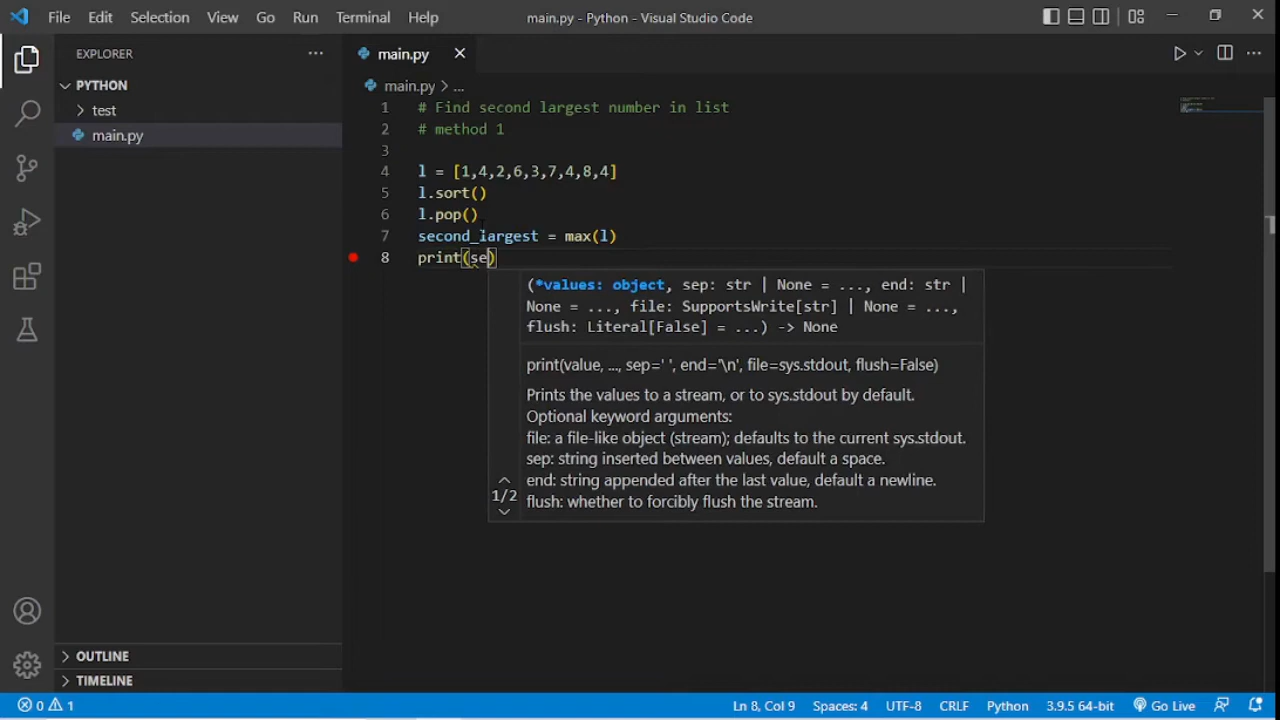 File Edit Selection View Go Run Terminal Help main.py - Python - Visual Studio Code
EXPLORER
PYTHON
test
main.py
main.py
main.py > ...
1 # Find second largest number in list
2 # method 1
3
4 l = [1,4,2,6,3,7,4,8,4]
5 l.sort()
6 l.pop()
7 second_largest = max(l)
8 print(se)
(*values: object, sep: str | None = ..., end: str |
None = ..., file: SupportsWrite[str] | None = ...,
flush: Literal[False] = ...) -> None
print(value, ..., sep=' ', end='\n', file=sys.stdout, flush=False)
Prints the values to a stream, or to sys.stdout by default.
Optional keyword arguments:
file: a file-like object (stream); defaults to the current sys.stdout.
sep: string inserted between values, default a space.
end: string appended after the last value, default a newline.
flush: whether to forcibly flush the stream.
1/2
OUTLINE
TIMELINE
0 1 Ln 8, Col 9 Spaces: 4 UTF-8 CRLF Python 3.9.5 64-bit Go Live